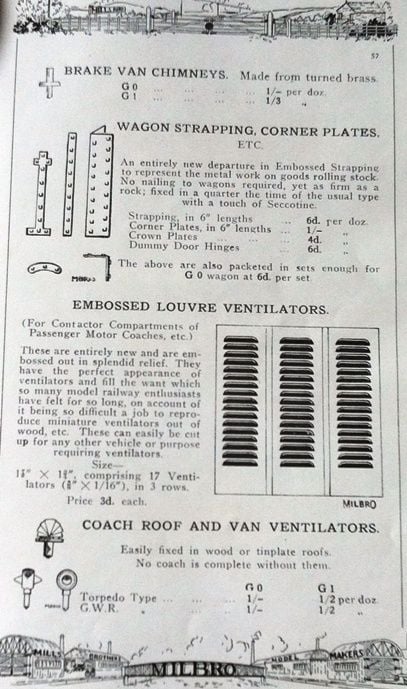 57
BRAKE VAN CHIMNEYS. Made from turned brass.
G 0 ... ... ... ... 1/- per doz.
G 1 ... ... ... ... 1/3 "
WAGON STRAPPING, CORNER PLATES,
ETC.
An entirely new departure in Embossed Strapping
to represent the metal work on goods rolling stock.
No nailing to wagons required, yet as firm as a
rock; fixed in a quarter the time of the usual type
with a touch of Seccotine.
Strapping, in 6" lengths ... 6d. per doz.
Corner Plates, in 6" lengths ... 1/- "
Crown Plates ... ... 4d. "
Dummy Door Hinges ... 6d. "
The above are also packeted in sets enough for
G 0 wagon at 6d. per set.
MILBRO
EMBOSSED LOUVRE VENTILATORS.
(For Contactor Compartments of
Passenger Motor Coaches, etc.)
These are entirely new and are em-
bossed out in splendid relief. They
have the perfect appearance of
ventilators and fill the want which
so many model railway enthusiasts
have felt for so long, on account of
it being so difficult a job to repro-
duce miniature ventilators out of
wood, etc. These can easily be cut
up for any other vehicle or purpose
requiring ventilators.
Size—
comprising 17 Venti-
lators in 3 rows.
Price 3d. each.
MILBRO
COACH ROOF AND VAN VENTILATORS.
Easily fixed in wood or tinplate roofs.
No coach is complete without them.
G 0 G 1
Torpedo Type ... ... ... 1/- 1/2 per doz.
G.W.R. " ... ... .. 1/- 1/2 "
MILLS BROTHERS MODEL MAKERS
MILBRO